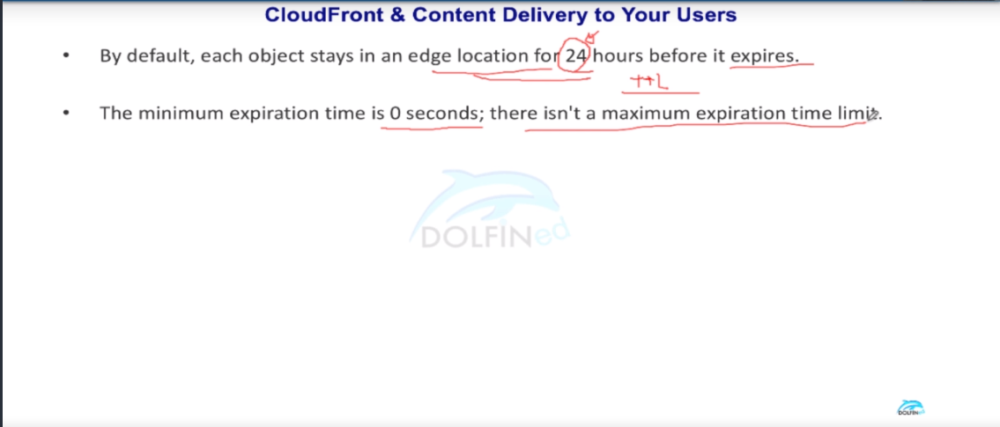 CloudFront & Content Delivery to Your Users
• By default, each object stays in an edge location for 24 hours before it expires.
TTL
• The minimum expiration time is 0 seconds; there isn't a maximum expiration time limit.
DOLFINed
DOLFINed